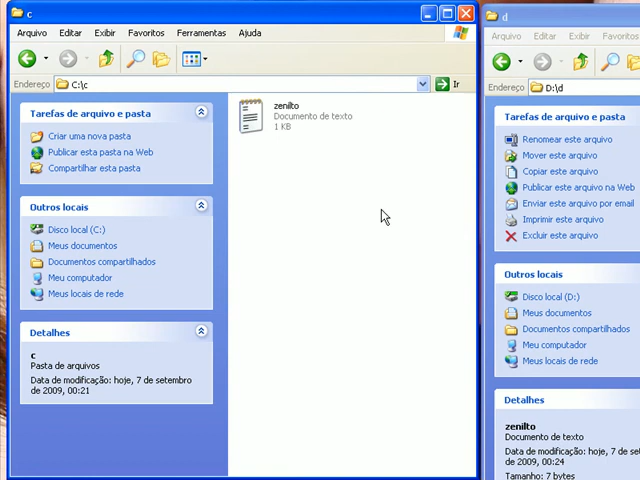 c
Arquivo Editar Exibir Favoritos Ferramentas Ajuda
Endereço C:\c Ir
Tarefas de arquivo e pasta
Criar uma nova pasta
Publicar esta pasta na Web
Compartilhar esta pasta
Outros locais
Disco local (C:)
Meus documentos
Documentos compartilhados
Meu computador
Meus locais de rede
Detalhes
c
Pasta de arquivos
Data de modificação: hoje, 7 de setembro
de 2009, 00:21
zenilto
Documento de texto
1 KB
d
Arquivo Editar Exibir Favoritos
Endereço D:\d
Tarefas de arquivo e pasta
Renomear este arquivo
Mover este arquivo
Copiar este arquivo
Publicar este arquivo na Web
Enviar este arquivo por email
Imprimir este arquivo
Excluir este arquivo
Outros locais
Disco local (D:)
Meus documentos
Documentos compartilhados
Meu computador
Meus locais de rede
Detalhes
zenilto
Documento de texto
Data de modificação: hoje, 7 de se
de 2009, 00:24
Tamanho: 7 bytes